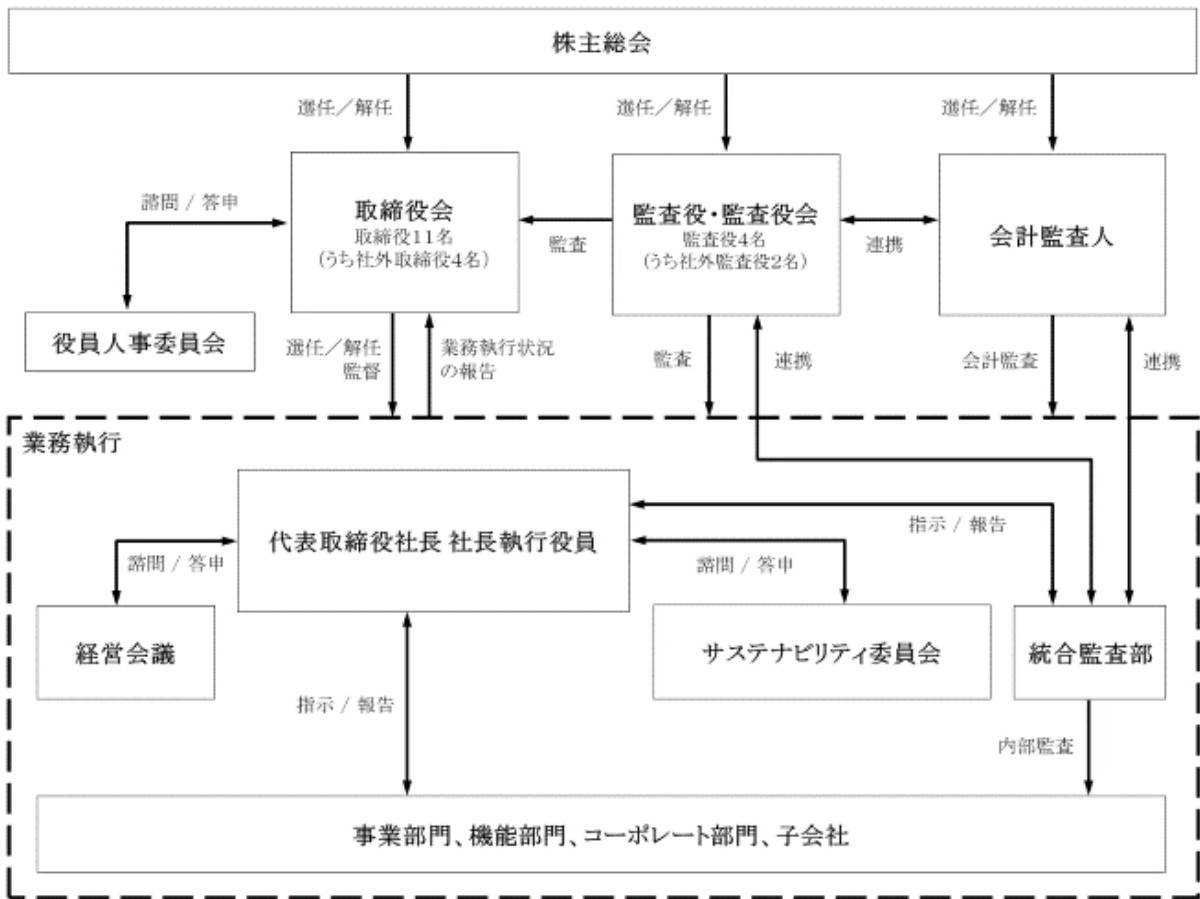 株主総会
選任／解任
選任／解任
選任／解任
諮問 / 答申
取締役会
取締役11名
(うち社外取締役4名)
監査
監査役・監査役会
監査役4名
(うち社外監査役2名)
連携
会計監査人
役員人事委員会
選任／解任
監督
業務執行状況
の報告
監査
連携
会計監査
連携
業務執行
代表取締役社長 社長執行役員
指示 / 報告
諮問 / 答申
諮問 / 答申
経営会議
サステナビリティ委員会
統合監査部
指示 / 報告
内部監査
事業部門、機能部門、コーポレート部門、子会社